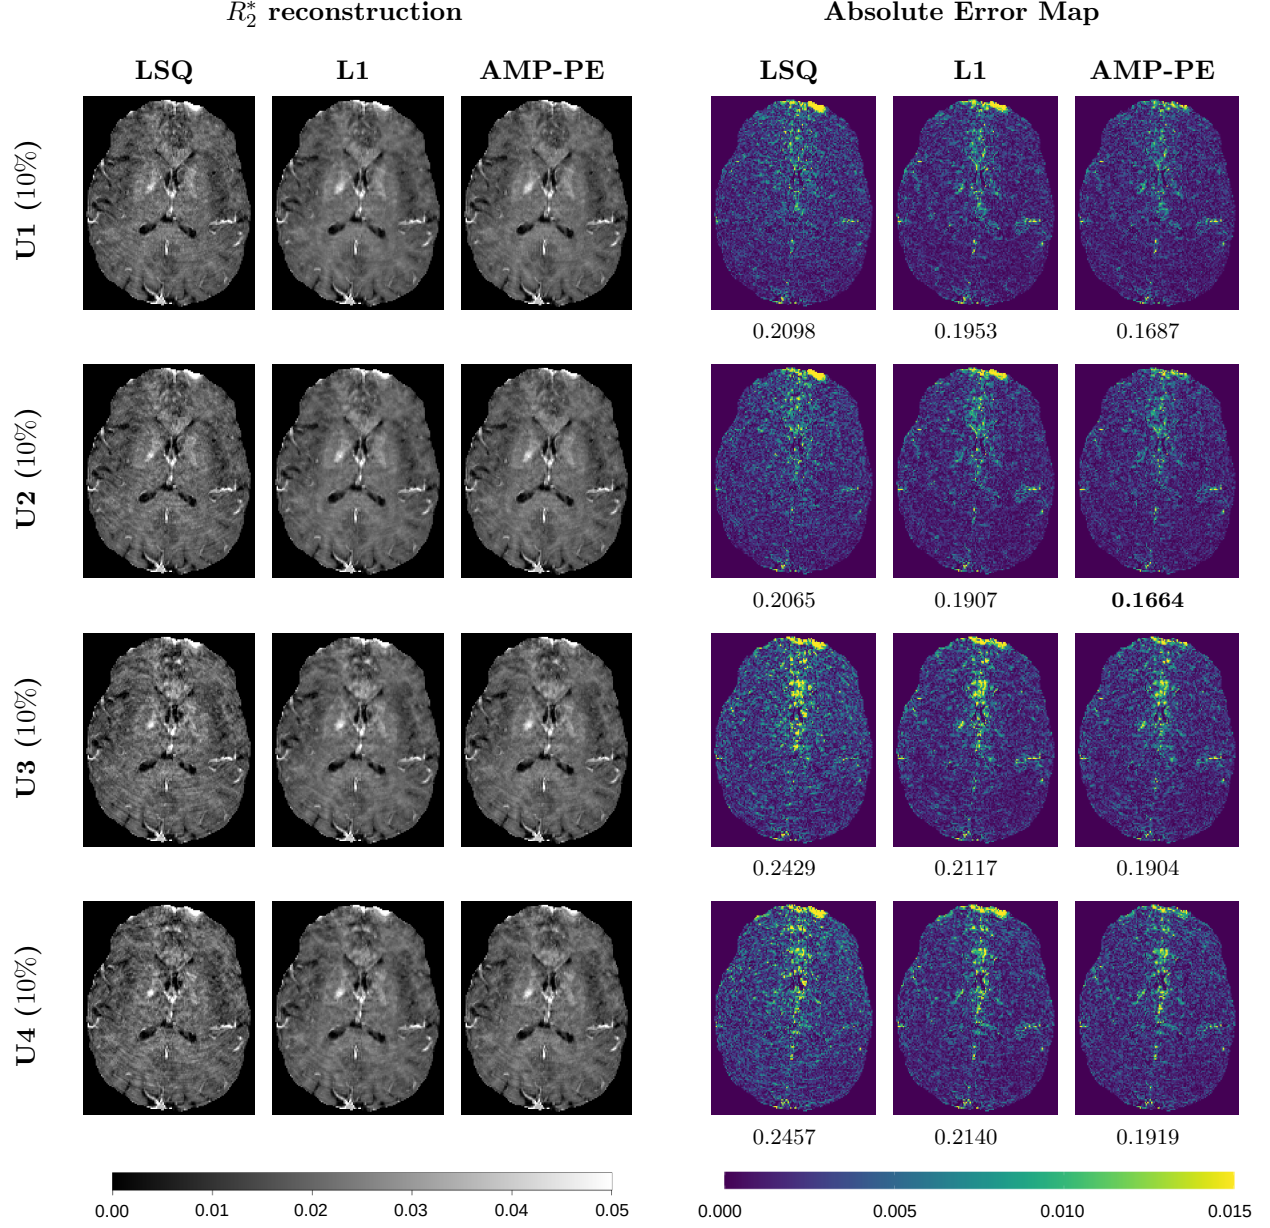 R₂* reconstruction
Absolute Error Map
LSQ L1 AMP-PE LSQ L1 AMP-PE
U1 (10%)
0.2098 0.1953 0.1687
U2 (10%)
0.2065 0.1907 0.1664
U3 (10%)
0.2429 0.2117 0.1904
U4 (10%)
0.2457 0.2140 0.1919
0.00 0.01 0.02 0.03 0.04 0.05
0.000 0.005 0.010 0.015